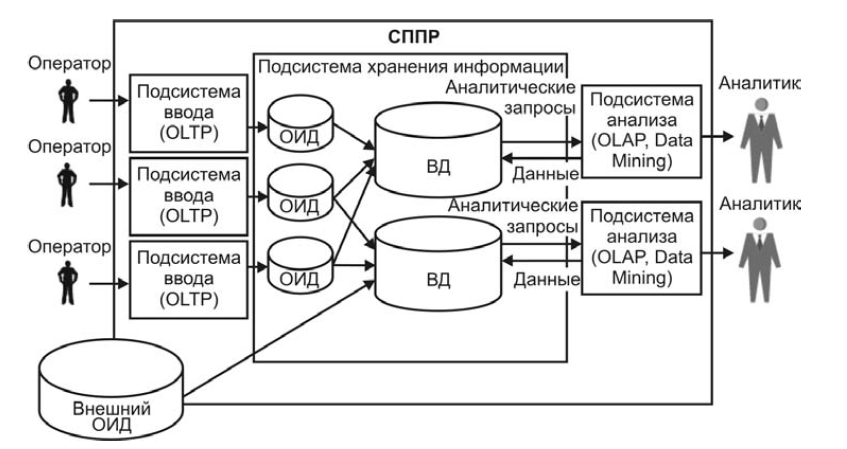 СППР
Оператор
Подсистема
ввода
(OLTP)
Оператор
Подсистема
ввода
(OLTP)
Оператор
Подсистема
ввода
(OLTP)
Подсистема хранения информации
ОИД
ОИД
ОИД
ВД
ВД
Аналитические
запросы
Данные
Аналитические
запросы
Данные
Подсистема
анализа
(OLAP, Data
Mining)
Подсистема
анализа
(OLAP, Data
Mining)
Аналитик
Аналитик
Внешний
ОИД